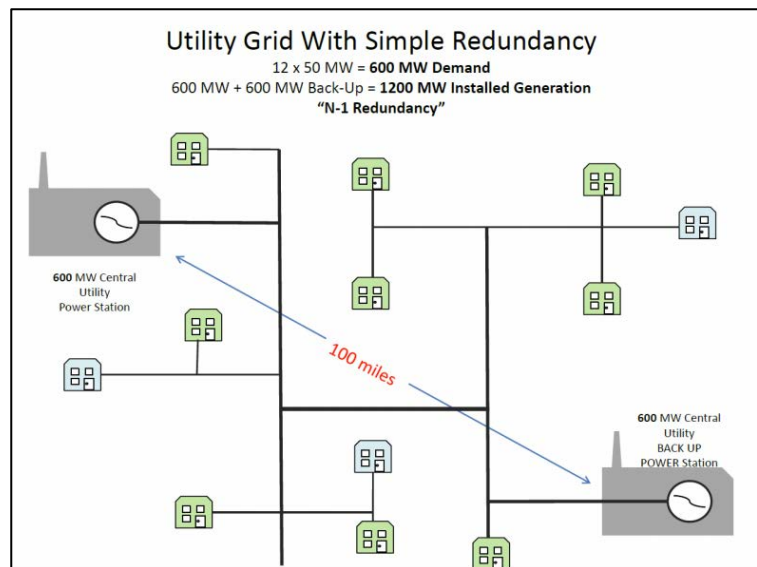 Utility Grid With Simple Redundancy
12 x 50 MW = 600 MW Demand
600 MW + 600 MW Back-Up = 1200 MW Installed Generation
“N-1 Redundancy”
600 MW Central
Utility
Power Station
100 miles
600 MW Central
Utility
BACK UP
POWER Station